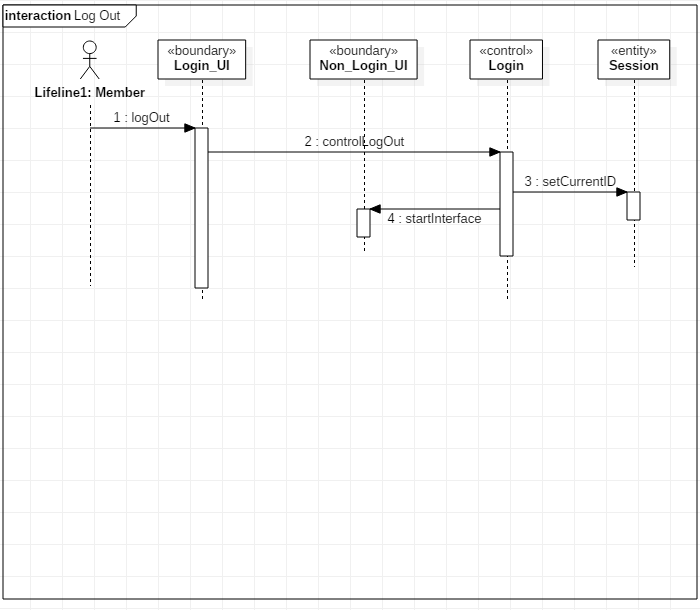 interaction Log Out
«boundary»
Login_UI
«boundary»
Non_Login_UI
«control»
Login
«entity»
Session
Lifeline1: Member
1 : logOut
2 : controlLogOut
3 : setCurrentID
4 : startInterface